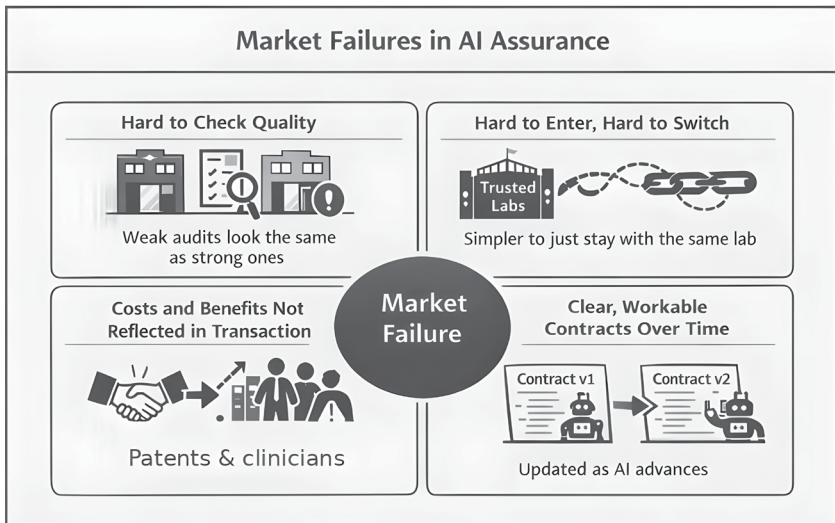 Market Failures in AI Assurance
Hard to Check Quality
Weak audits look the same
as strong ones
Hard to Enter, Hard to Switch
Trusted
Labs
Simpler to just stay with the same lab
Market
Failure
Costs and Benefits Not
Reflected in Transaction
Patents & clinicians
Clear, Workable
Contracts Over Time
Contract v1
Contract v2
Updated as AI advances